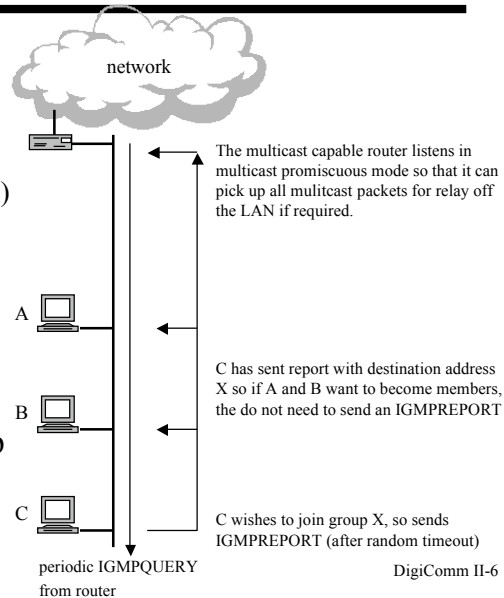 network
The multicast capable router listens in
multicast promiscuous mode so that it can
pick up all mulitcast packets for relay off
the LAN if required.
)
A
C has sent report with destination address
X so if A and B want to become members,
the do not need to send an IGMPREPORT
B
C
C wishes to join group X, so sends
IGMPREPORT (after random timeout)
periodic IGMPQUERY
from router
DigiComm II-6